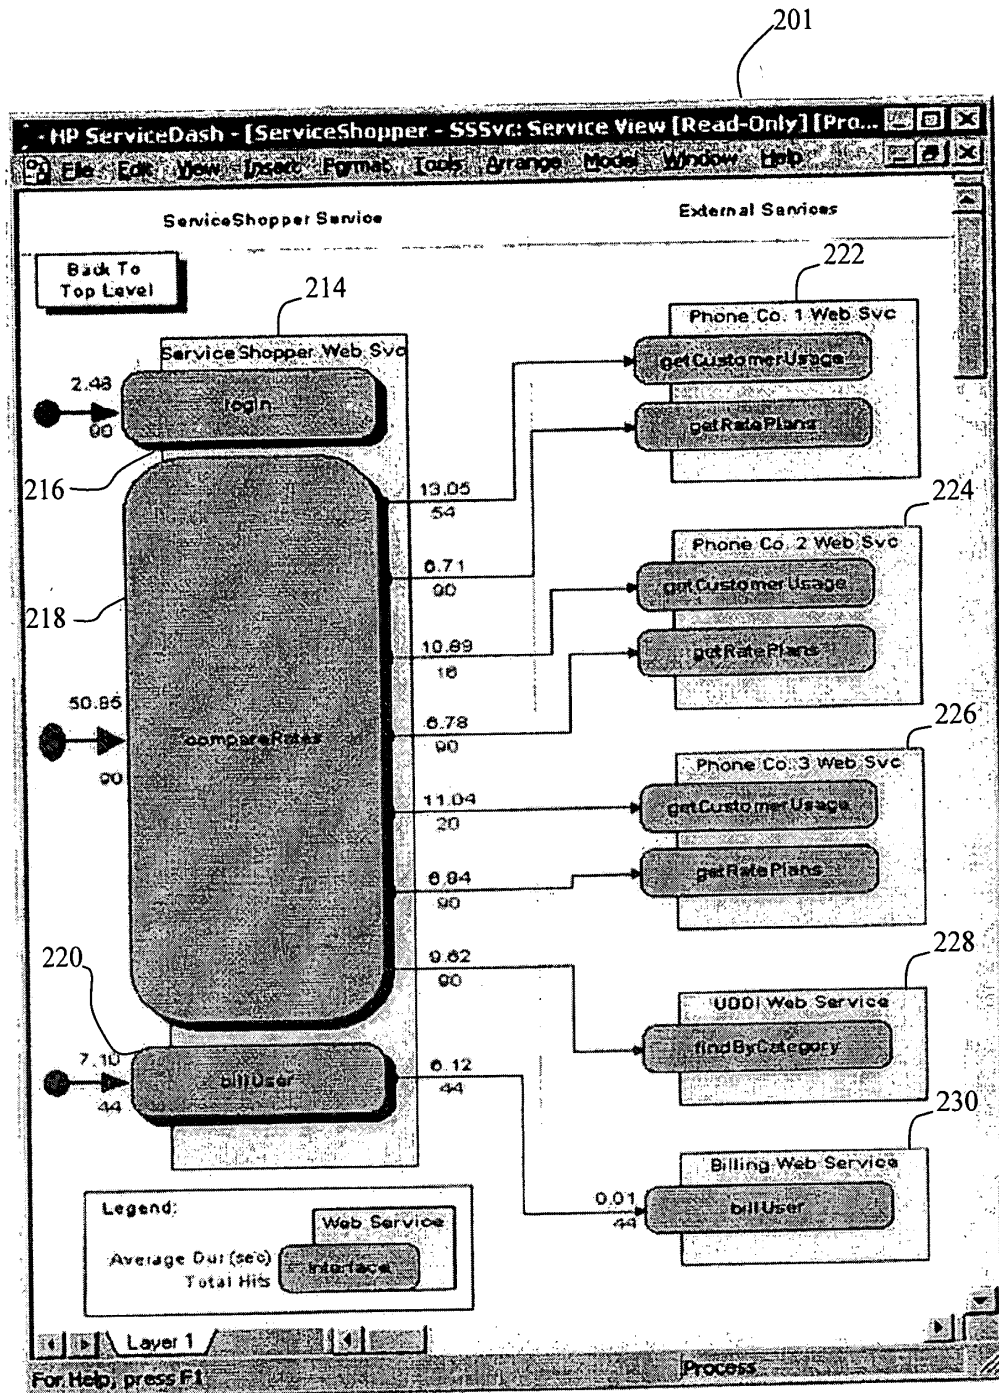 201
HP ServiceDash - [ServiceShopper - SSSvc: Service View [Read-Only] [Pro...
File Edit View Insert Format Tools Arrange Model Window Help
ServiceShopper Service
External Services
Back To
Top Level
214
222
ServiceShopper Web Svc
Phone Co. 1 Web Svc
getCustomerUsage
2.48
login
90
getRatePlans
216
13.05
54
224
Phone Co. 2 Web Svc
6.71
90
getCustomerUsage
218
10.89
16
getRatePlans
50.85
6.78
90
226
compareRates
Phone Co. 3 Web Svc
90
11.04
20
getCustomerUsage
6.84
90
getRatePlans
220
9.62
90
228
UDDI Web Service
findByCategory
7.10
billUser
44
6.12
44
230
Billing Web Service
0.01
44
billUser
Legend:
Web Service
Average Dur(sec)
Total Hits
Interface
Layer 1
For Help, press F1
Process